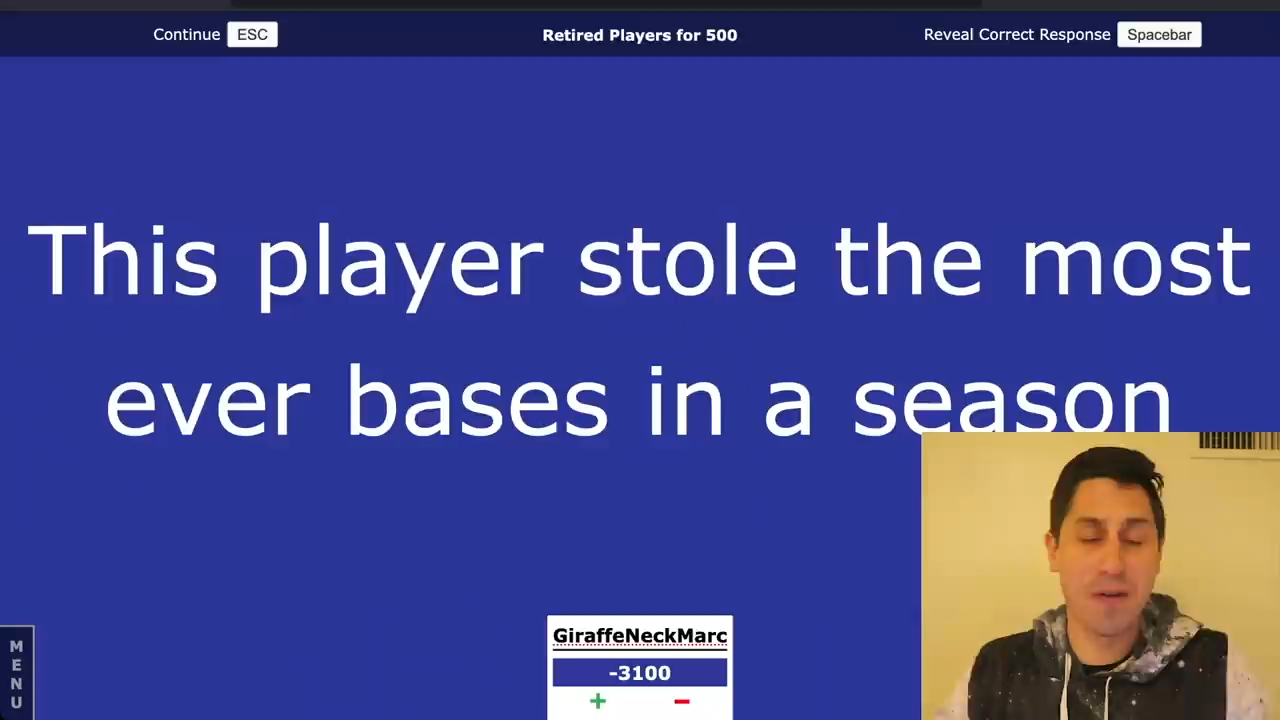 Continue ESC
Retired Players for 500
Reveal Correct Response Spacebar
This player stole the most
ever bases in a season
MENU
GiraffeNeckMarc
-3100
+ −